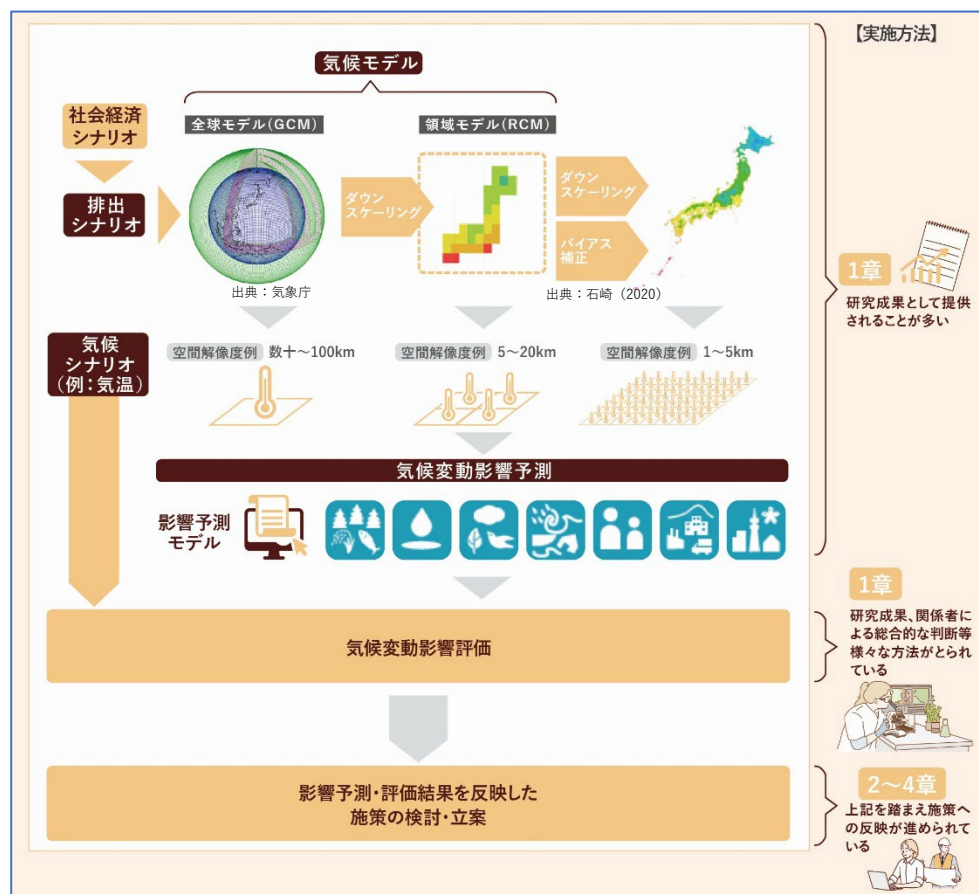 【実施方法】
気候モデル
社会経済
シナリオ
全球モデル(GCM)
領域モデル(RCM)
排出
シナリオ
ダウン
スケーリング
ダウン
スケーリング
バイアス
補正
出典：気象庁
出典：石崎（2020）
1章
研究成果として提供
されることが多い
気候
シナリオ
(例：気温)
空間解像度例 数十～100km
空間解像度例 5～20km
空間解像度例 1～5km
気候変動影響予測
影響予測
モデル
1章
研究成果、関係者に
よる総合的な判断等
様々な方法がとられ
ている
気候変動影響評価
影響予測・評価結果を反映した
施策の検討・立案
2～4章
上記を踏まえ施策へ
の反映が進められて
いる